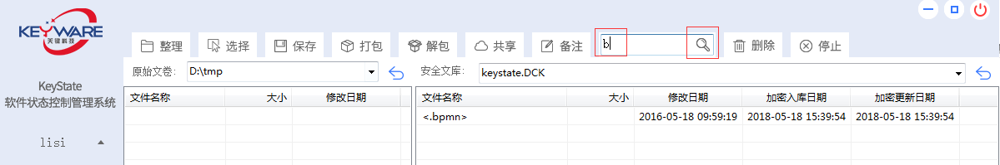 KEYWARE
关键科技
整理 选择 保存 打包 解包 共享 备注 b 删除 停止
原始文卷: D:\tmp 安全文库: keystate.DCK
KeyState
软件状态控制管理系统
lisi
文件名称 大小 修改日期 文件名称 大小 修改日期 加密入库日期 加密更新日期
<.bpmn> 2016-05-18 09:59:19 2018-05-18 15:39:54 2018-05-18 15:39:54